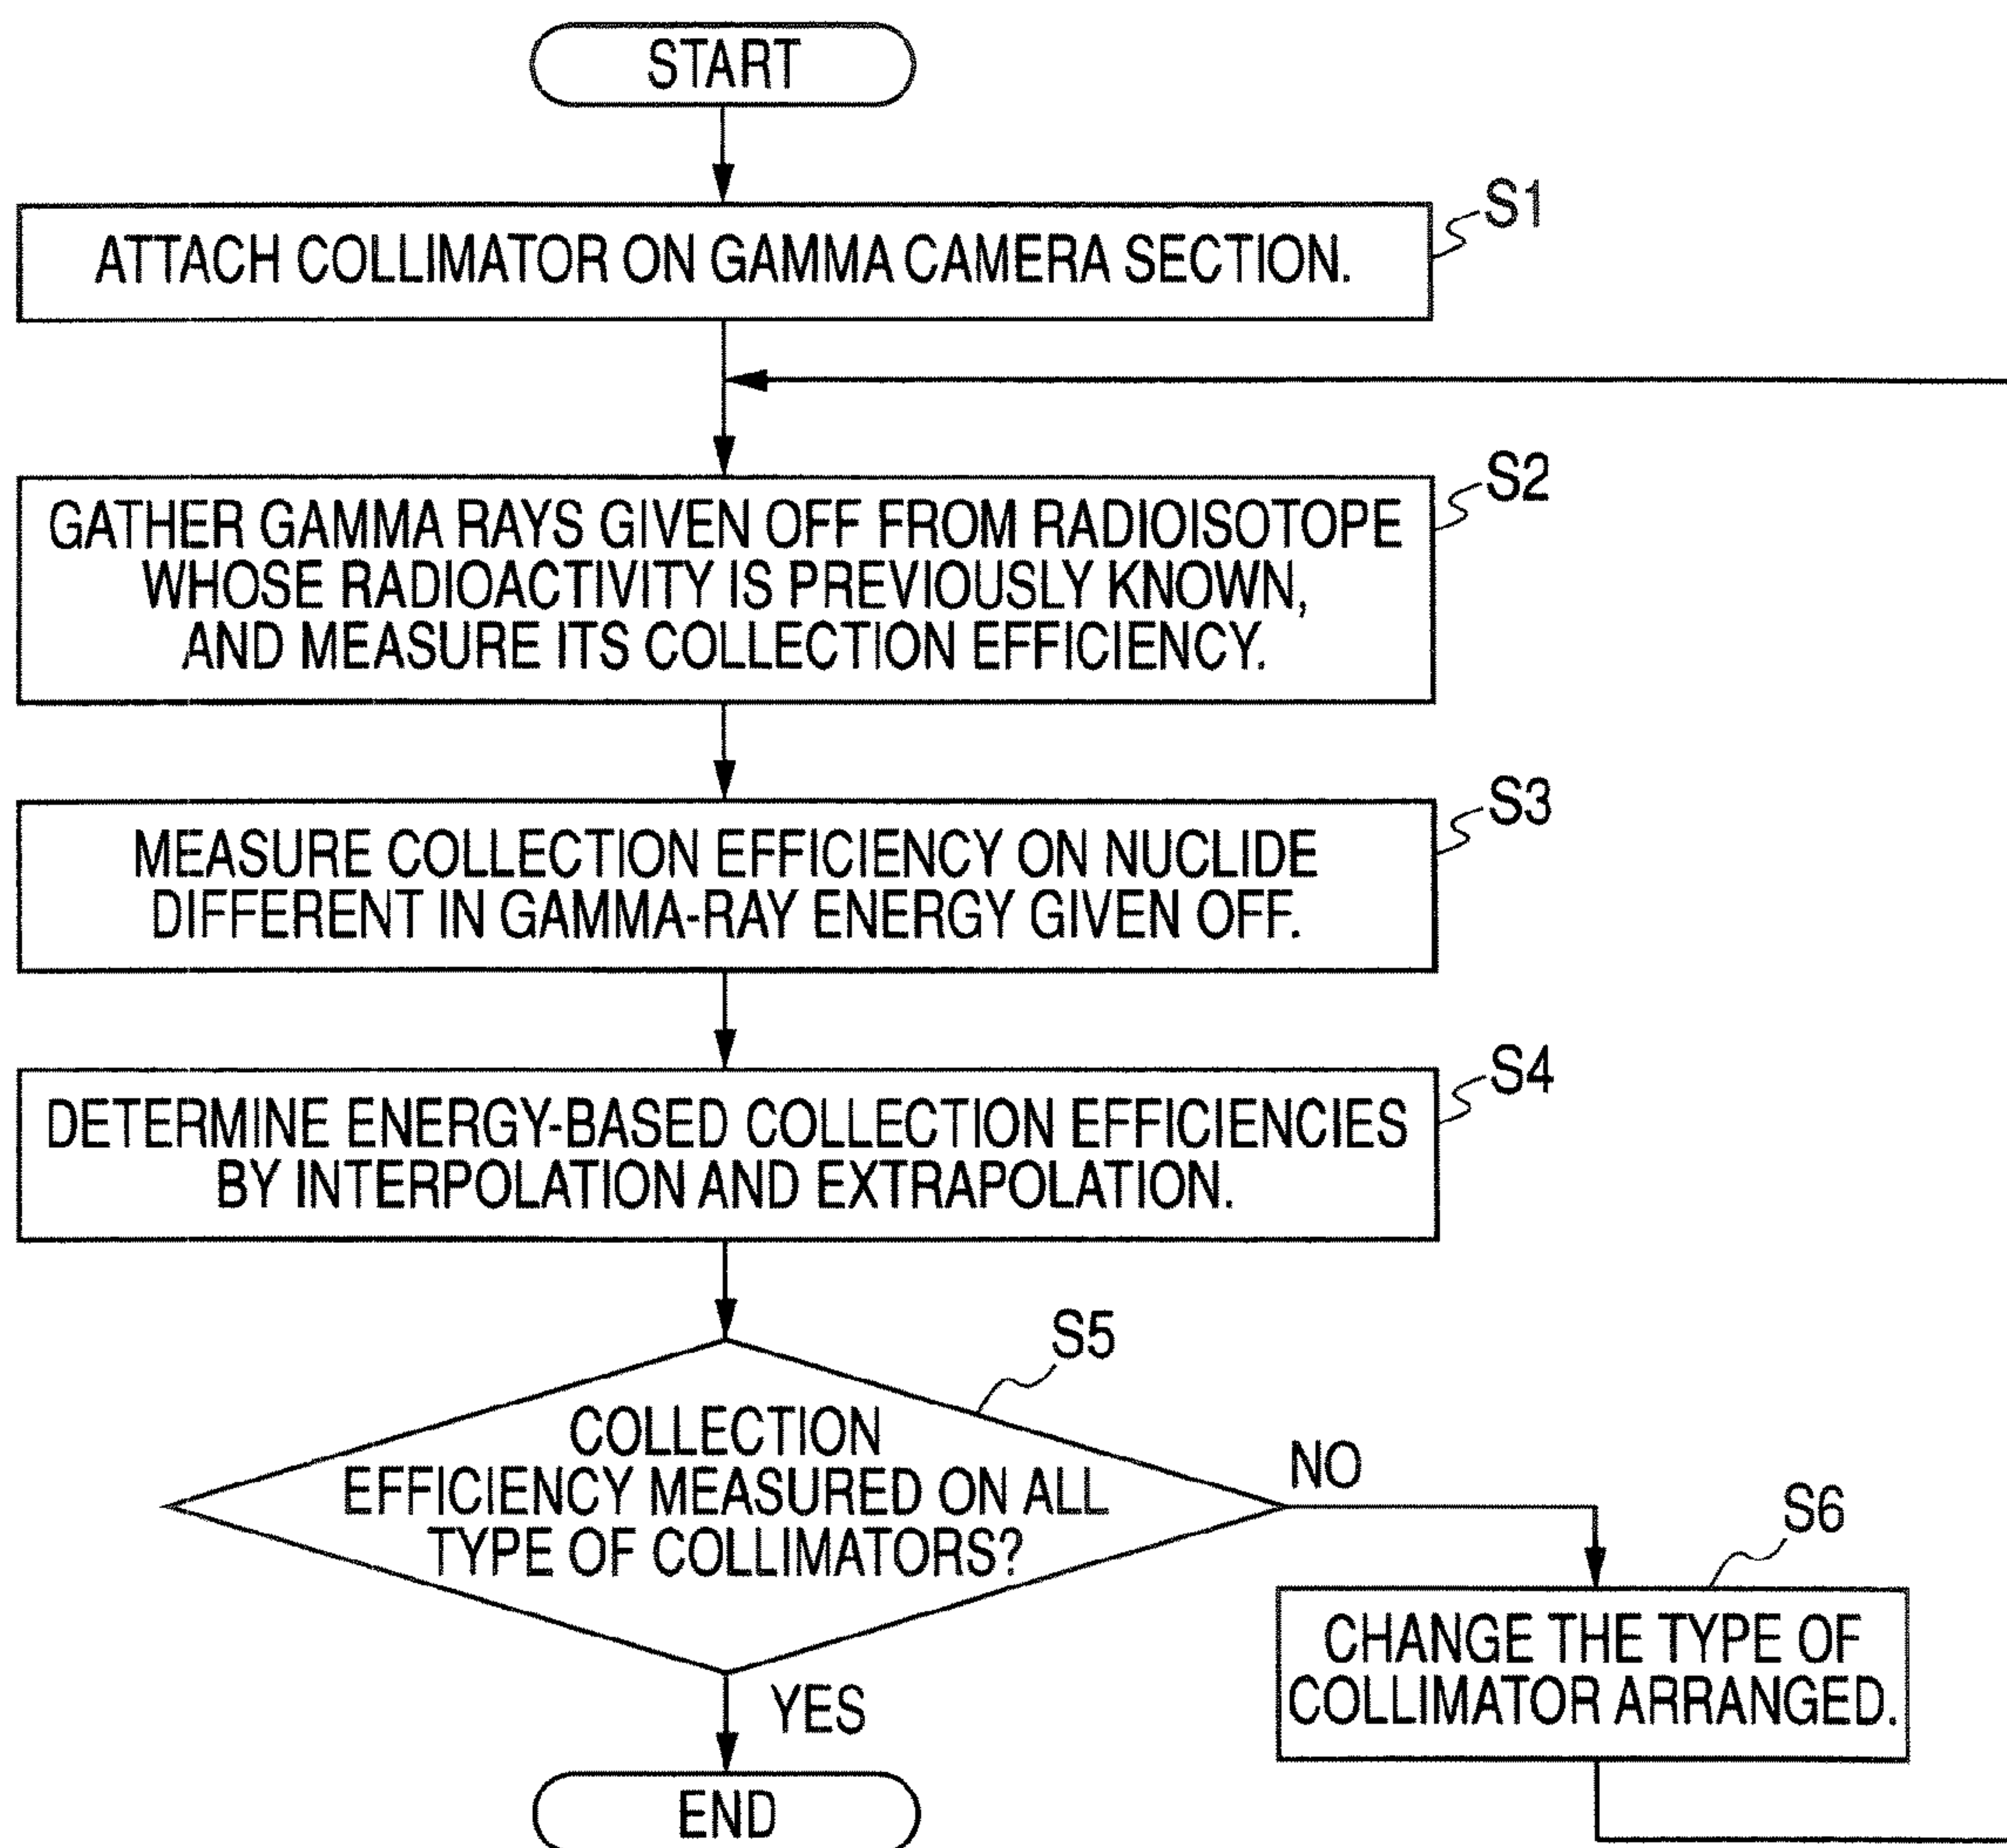 START
S1
ATTACH COLLIMATOR ON GAMMA CAMERA SECTION.
S2
GATHER GAMMA RAYS GIVEN OFF FROM RADIOISOTOPE
WHOSE RADIOACTIVITY IS PREVIOUSLY KNOWN,
AND MEASURE ITS COLLECTION EFFICIENCY.
S3
MEASURE COLLECTION EFFICIENCY ON NUCLIDE
DIFFERENT IN GAMMA-RAY ENERGY GIVEN OFF.
S4
DETERMINE ENERGY-BASED COLLECTION EFFICIENCIES
BY INTERPOLATION AND EXTRAPOLATION.
S5
COLLECTION
EFFICIENCY MEASURED ON ALL
TYPE OF COLLIMATORS?
NO
S6
CHANGE THE TYPE OF
COLLIMATOR ARRANGED.
YES
END